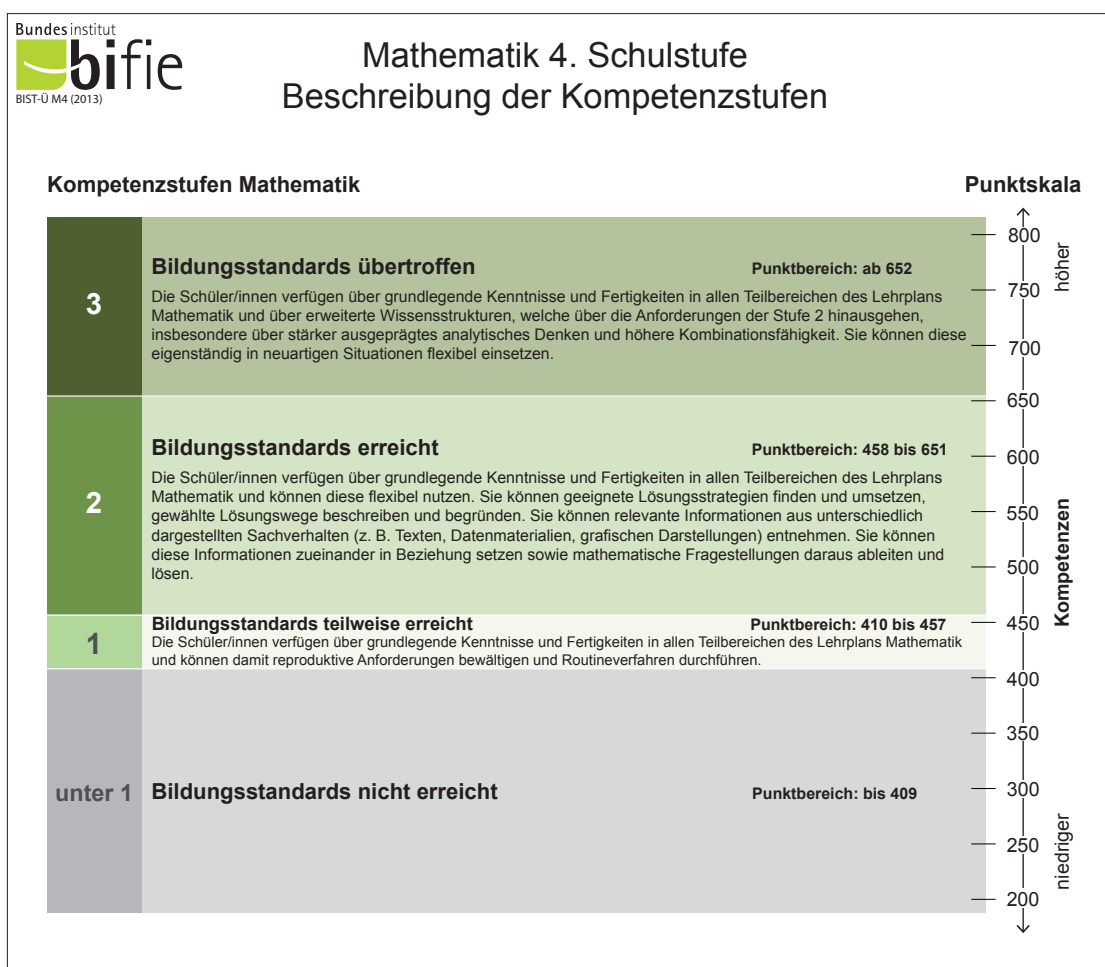 Bundesinstitut
bifie
BIST-Ü M4 (2013)
Mathematik 4. Schulstufe
Beschreibung der Kompetenzstufen
Kompetenzstufen Mathematik
Punktskala
3
Bildungsstandards übertroffen
Punktbereich: ab 652
Die Schüler/innen verfügen über grundlegende Kenntnisse und Fertigkeiten in allen Teilbereichen des Lehrplans
Mathematik und über erweiterte Wissensstrukturen, welche über die Anforderungen der Stufe 2 hinausgehen,
insbesondere über stärker ausgeprägtes analytisches Denken und höhere Kombinationsfähigkeit. Sie können diese
eigenständig in neuartigen Situationen flexibel einsetzen.
2
Bildungsstandards erreicht
Punktbereich: 458 bis 651
Die Schüler/innen verfügen über grundlegende Kenntnisse und Fertigkeiten in allen Teilbereichen des Lehrplans
Mathematik und können diese flexibel nutzen. Sie können geeignete Lösungsstrategien finden und umsetzen,
gewählte Lösungswege beschreiben und begründen. Sie können relevante Informationen aus unterschiedlich
dargestellten Sachverhalten (z. B. Texten, Datenmaterialien, grafischen Darstellungen) entnehmen. Sie können
diese Informationen zueinander in Beziehung setzen sowie mathematische Fragestellungen daraus ableiten und
lösen.
1
Bildungsstandards teilweise erreicht
Punktbereich: 410 bis 457
Die Schüler/innen verfügen über grundlegende Kenntnisse und Fertigkeiten in allen Teilbereichen des Lehrplans Mathematik
und können damit reproduktive Anforderungen bewältigen und Routineverfahren durchführen.
unter 1
Bildungsstandards nicht erreicht
Punktbereich: bis 409
800
750
700
650
600
550
500
450
400
350
300
250
200
höher
Kompetenzen
niedriger